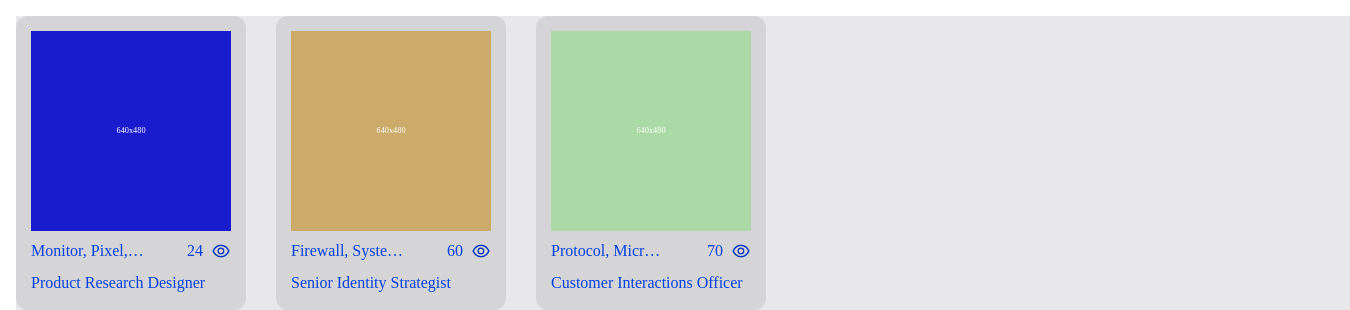 640x480
640x480
640x480
Monitor, Pixel,… 24
Firewall, Syste… 60
Protocol, Micr… 70
Product Research Designer
Senior Identity Strategist
Customer Interactions Officer